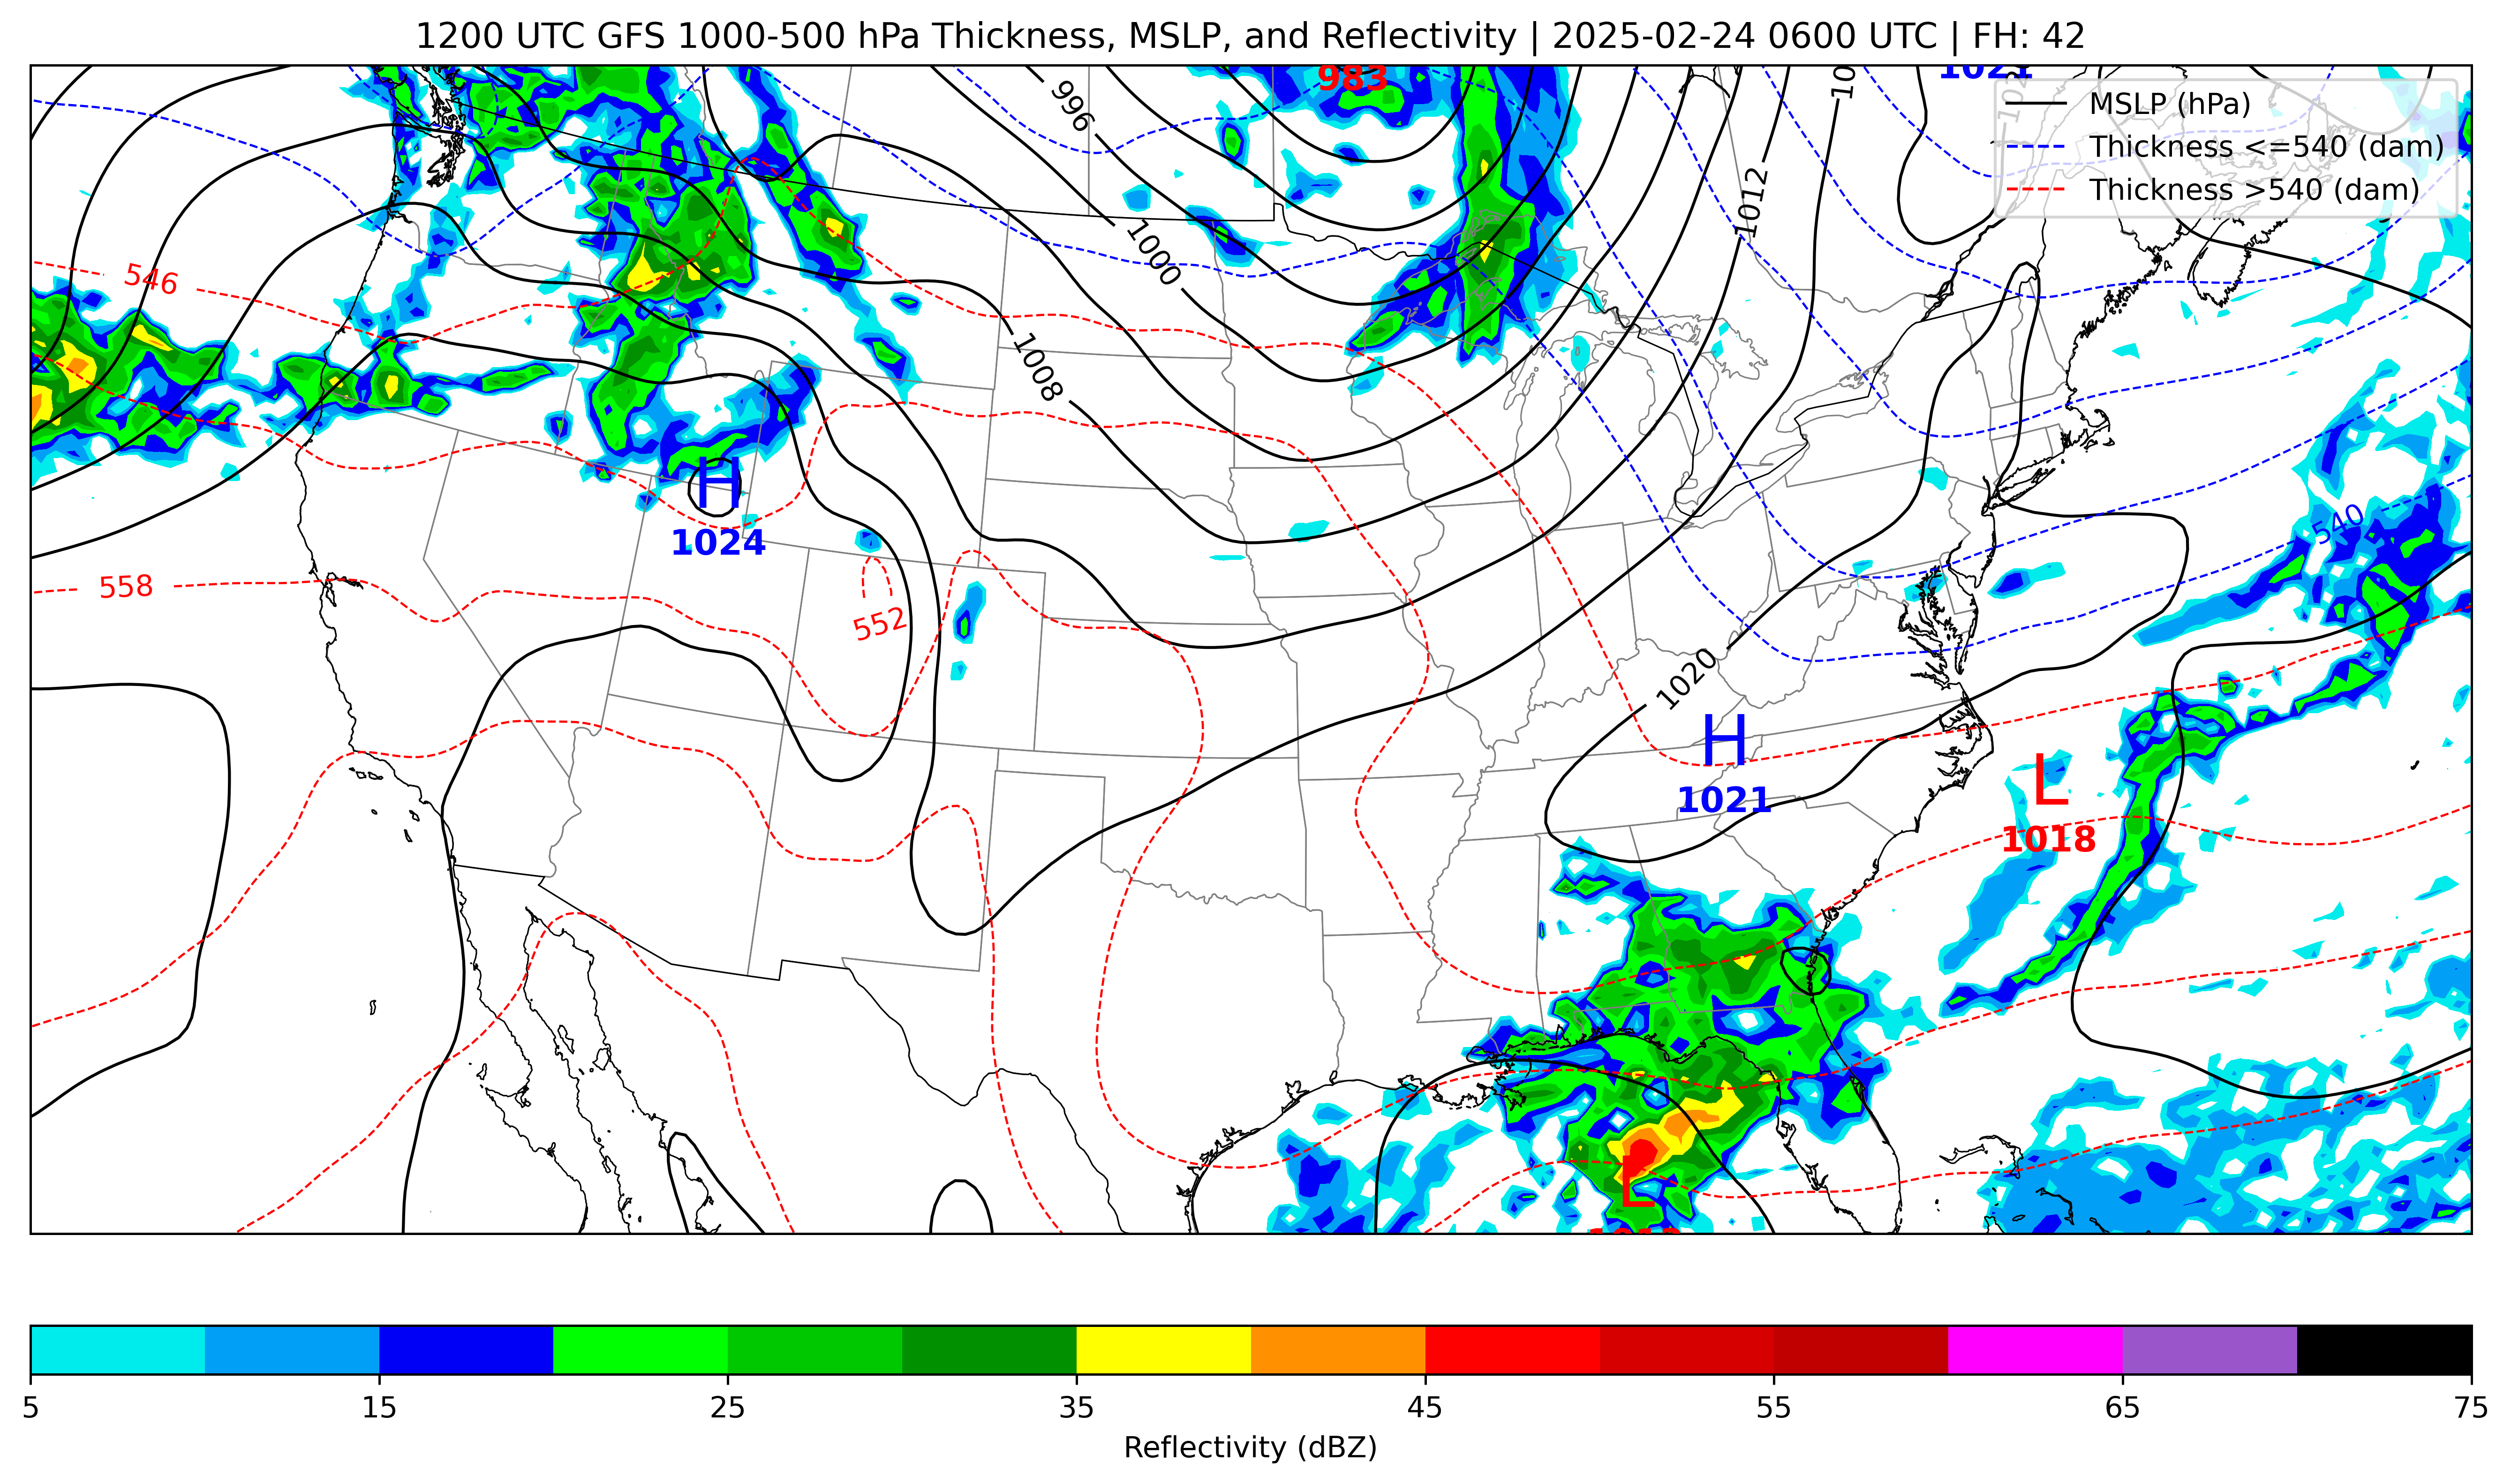 1200 UTC GFS 1000-500 hPa Thickness, MSLP, and Reflectivity | 2025-02-24 0600 UTC | FH: 42
983
1021
MSLP (hPa)
Thickness <=540 (dam)
Thickness >540 (dam)
996
1012
1000
546
1008
H
1024
540
558
552
1020
H
1021
L
1018
L
5 15 25 35 45 55 65 75
Reflectivity (dBZ)